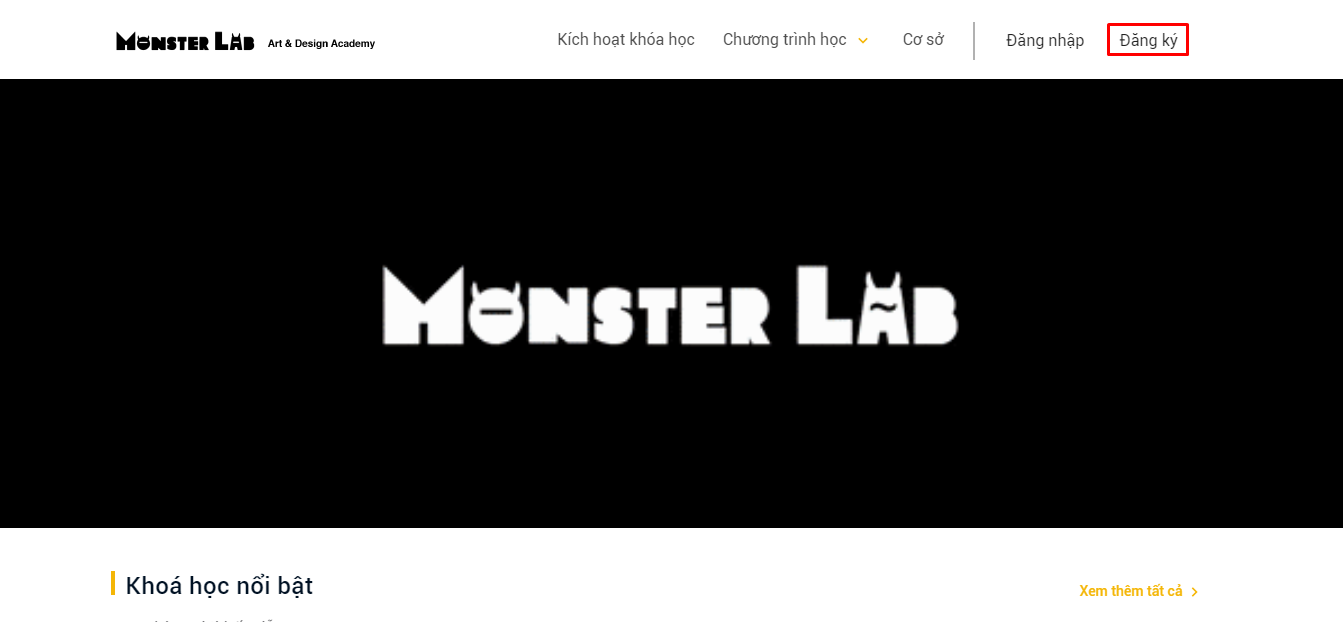 MONSTER LAB Art & Design Academy Kích hoạt khóa học Chương trình học Cơ sở Đăng nhập Đăng ký
MONSTER LAB
Khoá học nổi bật
Xem thêm tất cả